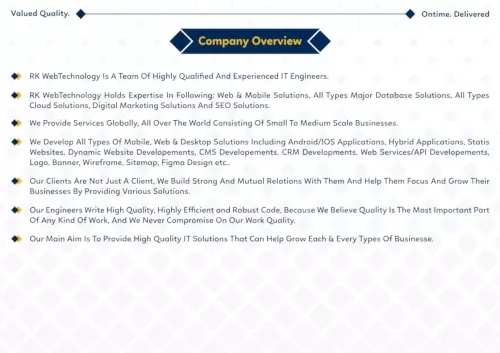 Valued Quality.
Ontime. Delivered
Company Overview
RK WebTechnology Is A Team Of Highly Qualified And Experienced IT Engineers.
RK WebTechnology Holds Expertise In Following: Web & Mobile Solutions, All Types Major Database Solutions, All Types
Cloud Solutions, Digital Marketing Solutions And SEO Solutions.
We Provide Services Globally, All Over The World Consisting Of Small To Medium Scale Businesses.
We Develop All Types Of Mobile, Web & Desktop Solutions Including Android/IOS Applications, Hybrid Applications, Statis
Websites, Dynamic Website Developements, CMS Developements, CRM Developments, Web Services/API Developements,
Logo, Banner, Wireframe, Sitemap, Figma Design etc..
Our Clients Are Not Just A Client, We Build Strong And Mutual Relations With Them And Help Them Focus And Grow Their
Businesses By Providing Various Solutions.
Our Engineers Write High Quality, Highly Efficient and Robust Code, Because We Believe Quality Is The Most Important Part
Of Any Kind Of Work, And We Never Compromise On Our Work Quality.
Our Main Aim Is To Provide High Quality IT Solutions That Can Help Grow Each & Every Types Of Businesse.